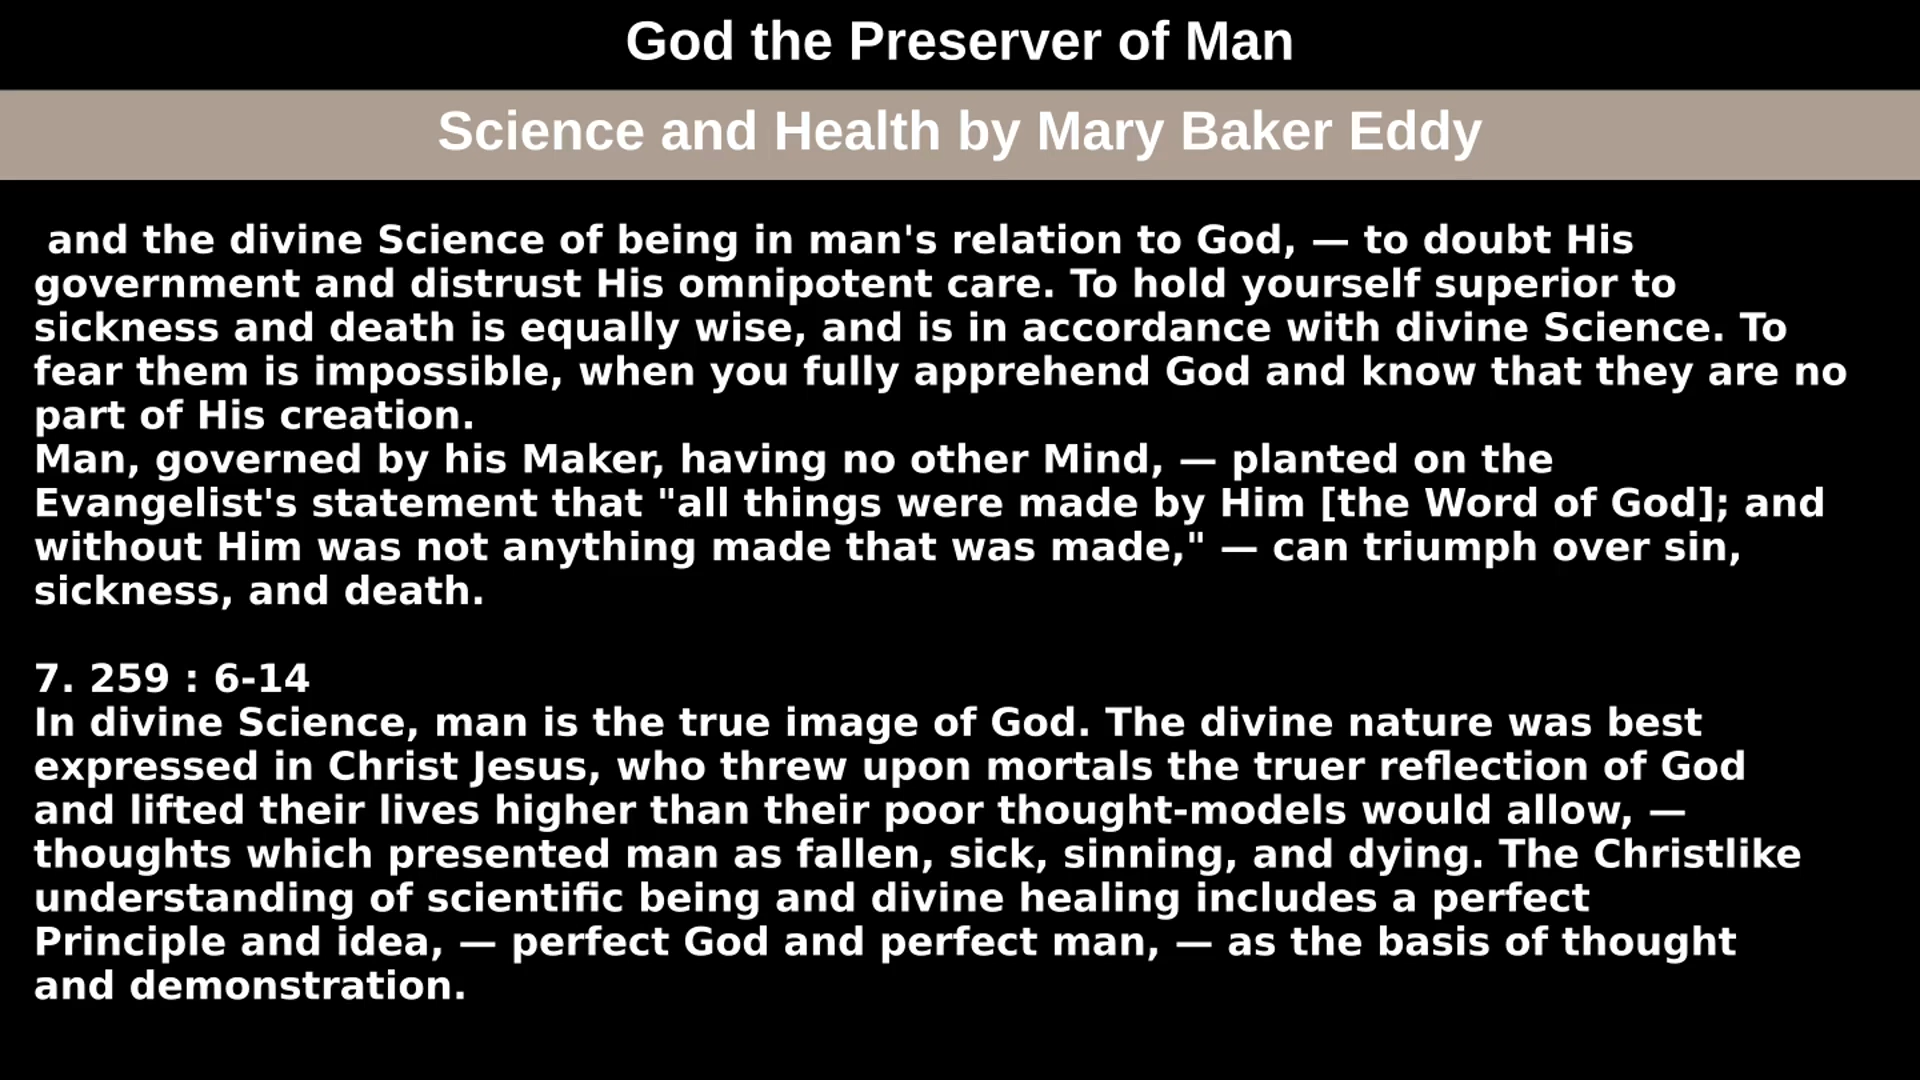 God the Preserver of Man
Science and Health by Mary Baker Eddy
and the divine Science of being in man's relation to God, — to doubt His
government and distrust His omnipotent care. To hold yourself superior to
sickness and death is equally wise, and is in accordance with divine Science. To
fear them is impossible, when you fully apprehend God and know that they are no
part of His creation.
Man, governed by his Maker, having no other Mind, — planted on the
Evangelist's statement that "all things were made by Him [the Word of God]; and
without Him was not anything made that was made," — can triumph over sin,
sickness, and death.
7. 259 : 6-14
In divine Science, man is the true image of God. The divine nature was best
expressed in Christ Jesus, who threw upon mortals the truer reflection of God
and lifted their lives higher than their poor thought-models would allow, —
thoughts which presented man as fallen, sick, sinning, and dying. The Christlike
understanding of scientific being and divine healing includes a perfect
Principle and idea, — perfect God and perfect man, — as the basis of thought
and demonstration.